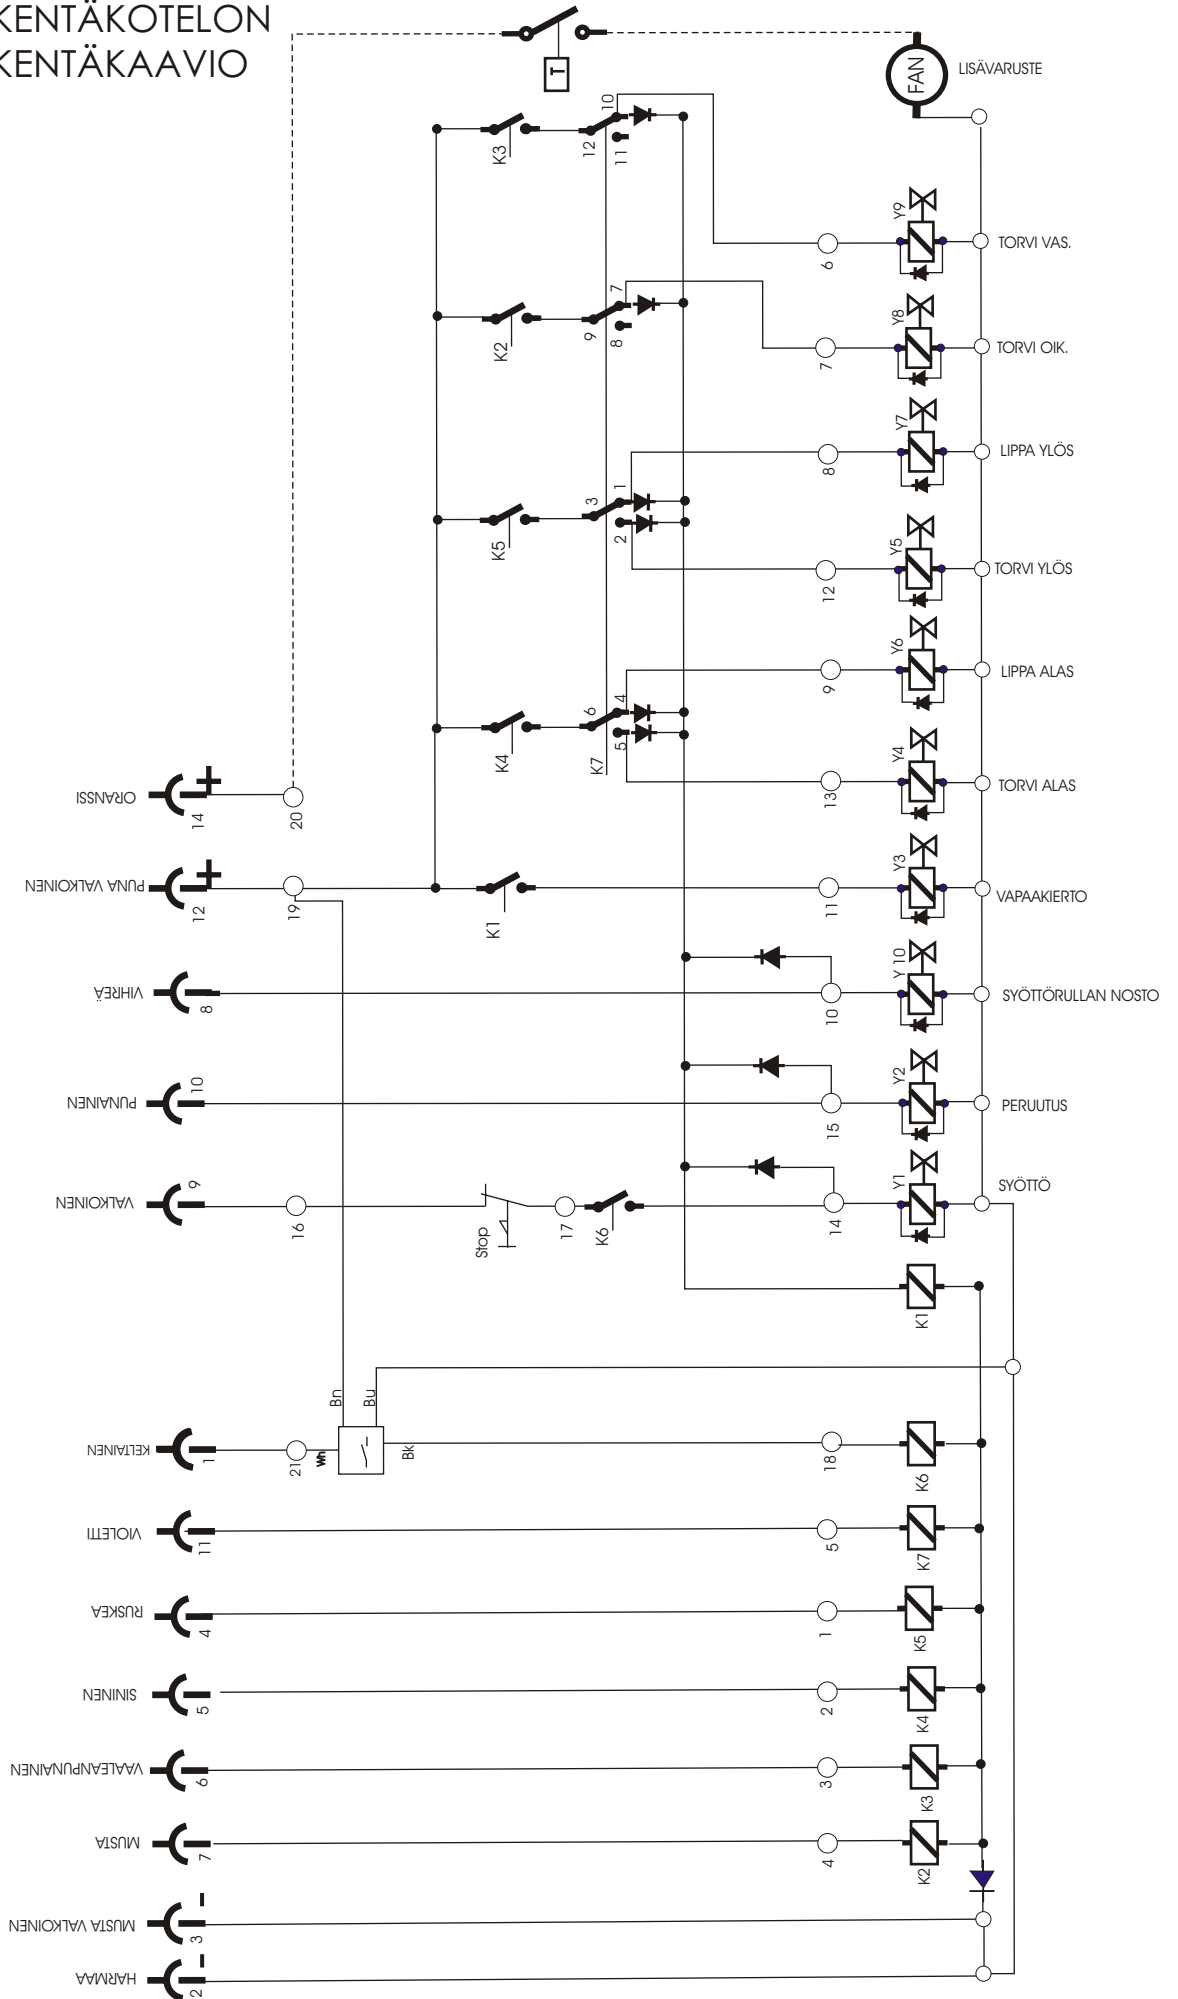 KENTÄKOTELON
KENTÄKAAVIO
T
FAN
LISÄVARUSTE
K3
12
10
11
6
Y9
TORVI VAS.
K2
9
7
8
7
Y8
TORVI OIK.
8
Y7
LIPPA YLÖS
K5
3
1
2
12
Y5
TORVI YLÖS
9
Y6
LIPPA ALAS
K4
6
4
5
K7
13
Y4
TORVI ALAS
ORANSSI
14
20
PUNA VALKOINEN
12
19
K1
11
Y3
VAPAAKIERTO
VIHREÄ
8
10
Y 10
SYÖTTÖRULLAN NOSTO
PUNAINEN
10
15
Y2
PERUUTUS
VALKOINEN
9
16
Stop
17
K6
14
Y1
SYÖTTÖ
K1
Bn
Bu
KELTAINEN
1
21
Wh
Bk
18
K6
VIOLETTI
11
5
K7
RUSKEA
4
1
K5
SININEN
5
2
K4
VAALEANPUNAINEN
6
3
K3
MUSTA
7
4
K2
MUSTA VALKOINEN
3
HARMAA
2